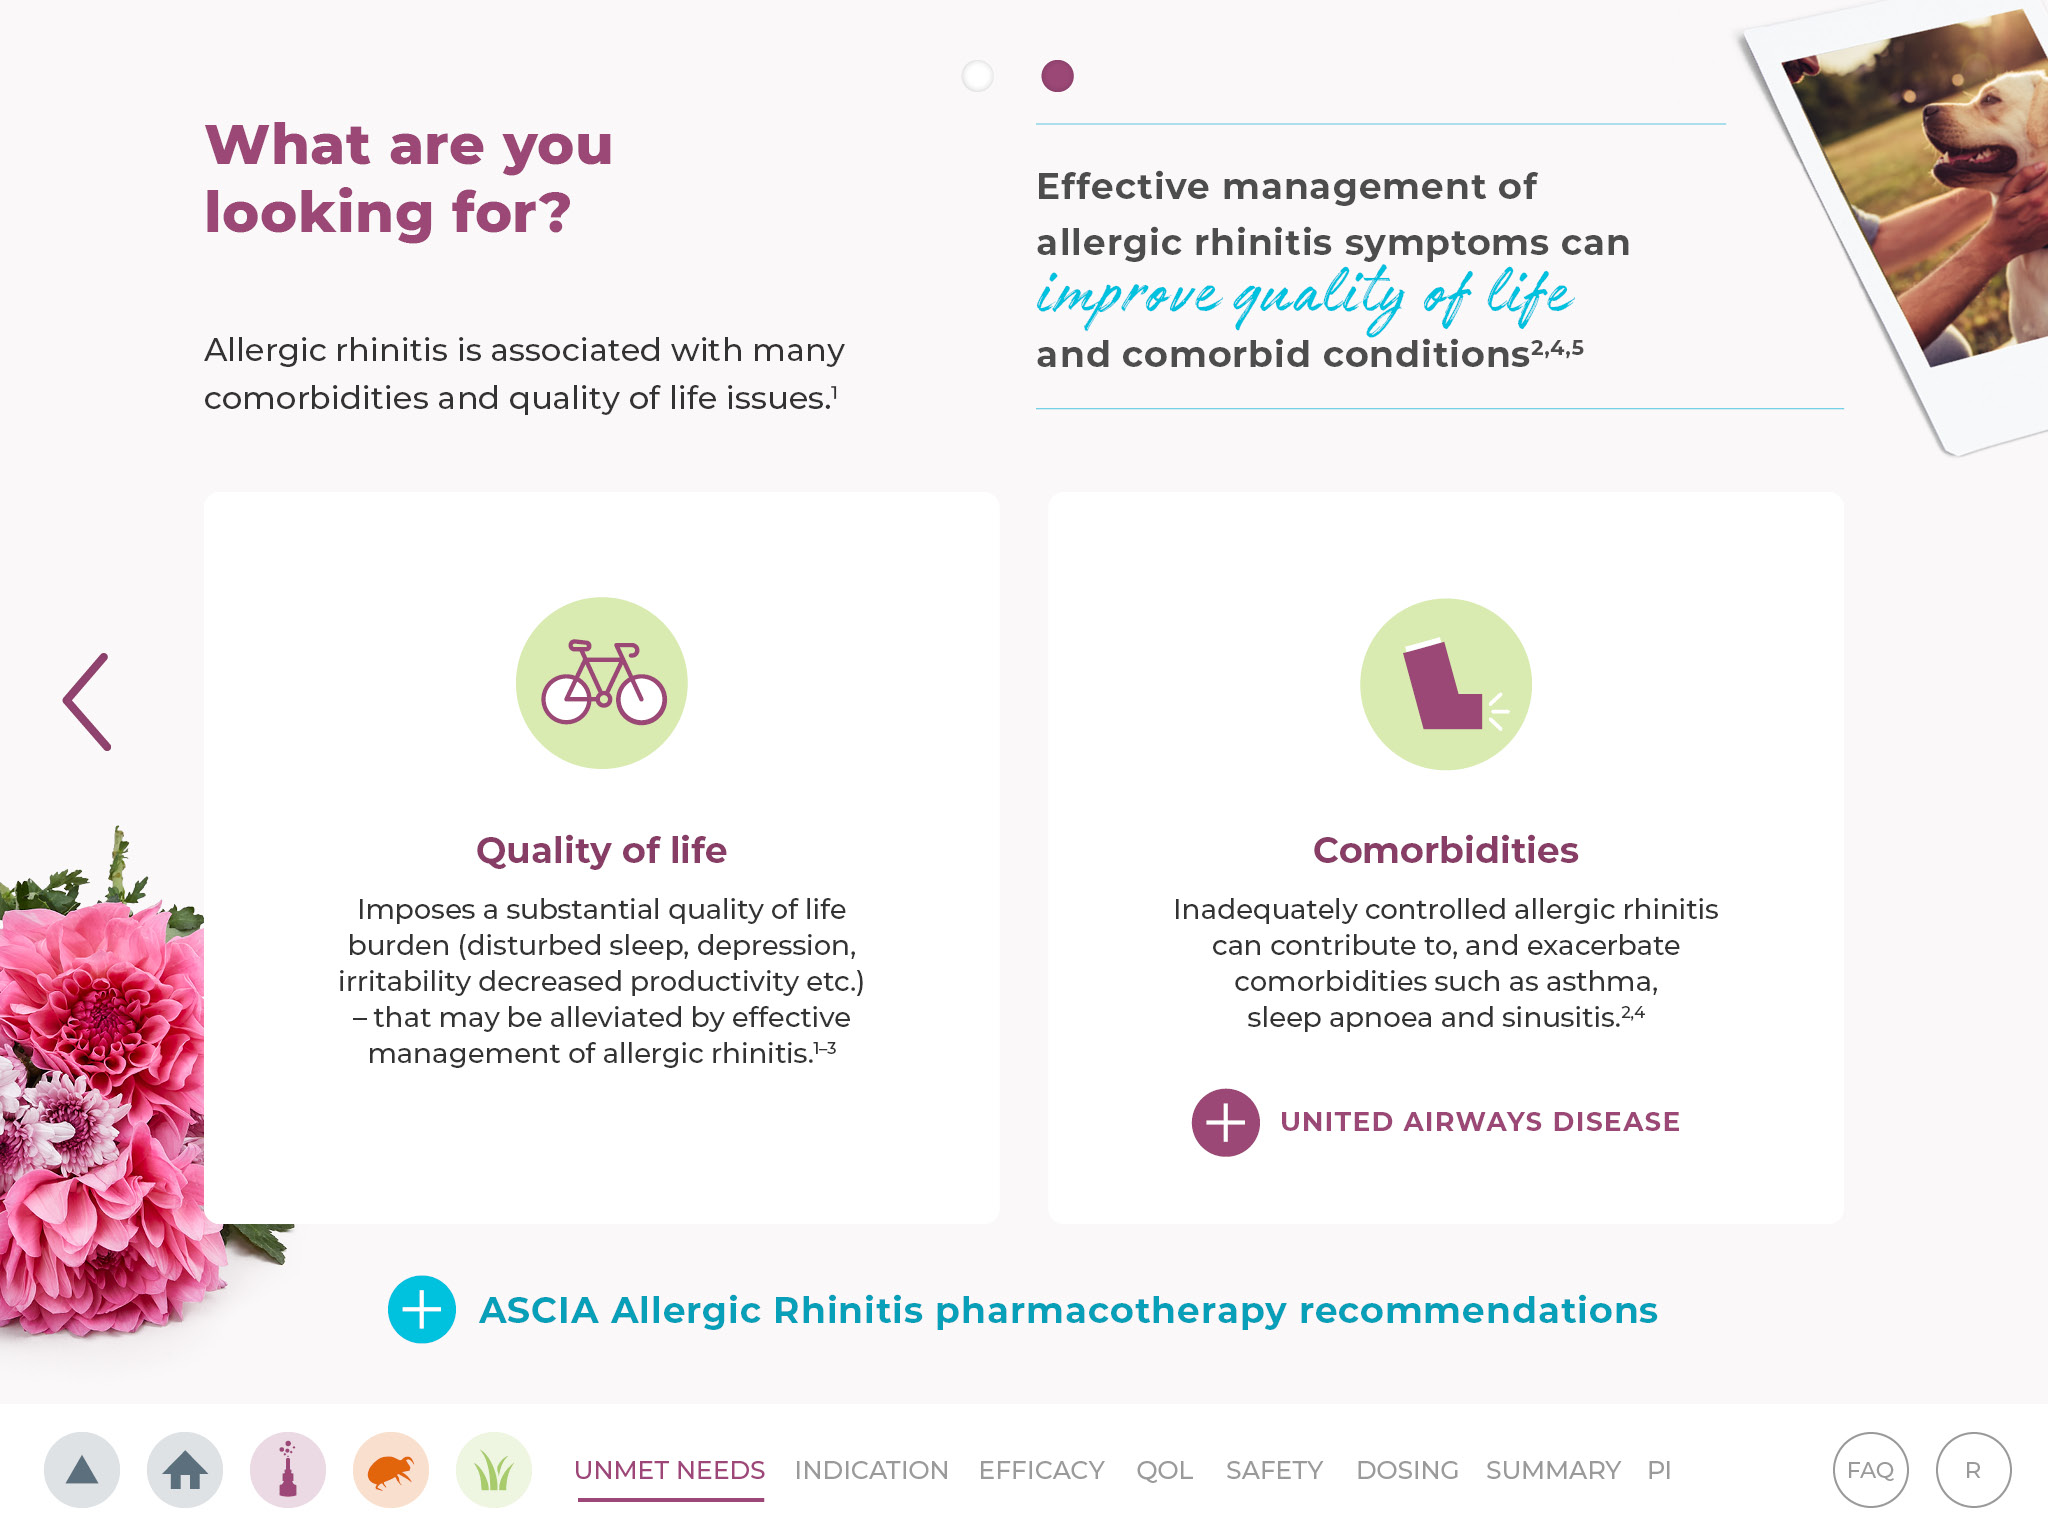 What are you
looking for?
Allergic rhinitis is associated with many
comorbidities and quality of life issues.1
Effective management of
allergic rhinitis symptoms can
improve quality of life
and comorbid conditions2,4,5
Quality of life
Imposes a substantial quality of life
burden (disturbed sleep, depression,
irritability decreased productivity etc.)
– that may be alleviated by effective
management of allergic rhinitis.1–3
Comorbidities
Inadequately controlled allergic rhinitis
can contribute to, and exacerbate
comorbidities such as asthma,
sleep apnoea and sinusitis.2,4
UNITED AIRWAYS DISEASE
ASCIA Allergic Rhinitis pharmacotherapy recommendations
UNMET NEEDS INDICATION EFFICACY QOL SAFETY DOSING SUMMARY PI FAQ R